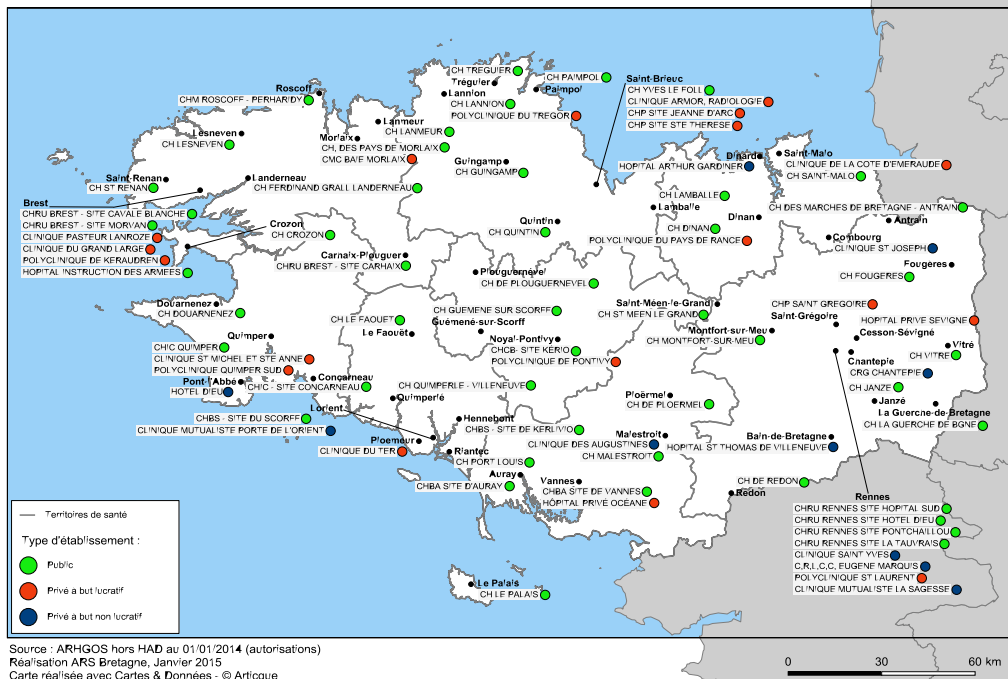 CH TREGUIER
Tréguier
Lannion
CH LANNION
POLYCLINIQUE DU TREGOR
CH PAIMPOL
Paimpol
Saint-Brieuc
CH YVES LE FOLL
CLINIQUE ARMOR, RADIOLOGIE
CHP SITE JEANNE D'ARC
CHP SITE STE THERESE
Roscoff
CHM ROSCOFF - PERHARIDY
Lanmeur
CH LANMEUR
Morlaix
CH, DES PAYS DE MORLAIX
CMC BAIE MORLAIX
Lesneven
CH LESNEVEN
Guingamp
CH GUINGAMP
Dinard
HOPITAL ARTHUR GARDINER
Saint-Malo
CLINIQUE DE LA COTE D'EMERAUDE
CH SAINT-MALO
Saint-Renan
CH ST RENAN
Landerneau
CH FERDINAND GRALL LANDERNEAU
CH LAMBALLE
Lamballe
Brest
CHRU BREST - SITE CAVALE BLANCHE
CHRU BREST - SITE MORVAN
CLINIQUE PASTEUR LANROZE
CLINIQUE DU GRAND LARGE
POLYCLINIQUE DE KERAUDREN
HOPITAL INSTRUCTION DES ARMEES
Crozon
CH CROZON
Quintin
CH QUINTIN
Dinan
CH DINAN
POLYCLINIQUE DU PAYS DE RANCE
CH DES MARCHES DE BRETAGNE - ANTRAIN
Antrain
Combourg
CLINIQUE ST JOSEPH
Carhaix-Plouguer
CHRU BREST - SITE CARHAIX
Plouguernével
CH DE PLOUGUERNEVEL
Fougères
CH FOUGERES
Douarnenez
CH DOUARNENEZ
CH LE FAOUET
Le Faouët
CH GUEMENE SUR SCORFF
Guémené-sur-Scorff
Saint-Méen-le-Grand
CH ST MEEN LE GRAND
CHP SAINT GREGOIRE
Saint-Grégoire
HOPITAL PRIVE SEVIGNE
Cesson-Sévigné
Montfort-sur-Meu
CH MONTFORT-SUR-MEU
Quimper
CHIC QUIMPER
CLINIQUE ST MICHEL ET STE ANNE
POLYCLINIQUE QUIMPER SUD
Noyal-Pontivy
CHCB- SITE KÉRIO
POLYCLINIQUE DE PONTIVY
Vitré
CH VITRE
Chantepie
CRG CHANTEPIE
Pont-l'Abbé
HOTEL DIEU
Concarneau
CHIC - SITE CONCARNEAU
CH QUIMPERLE - VILLENEUVE
Quimperlé
CH JANZE
Janzé
La Guerche-de-Bretagne
CH LA GUERCHE DE BGNE
Ploërmel
CH DE PLOERMEL
Lorient
CHBS - SITE DU SCORFF
CLINIQUE MUTUALISTE PORTE DE L'ORIENT
Hennebont
CHBS - SITE DE KERLIVIO
Malestroit
CLINIQUE DES AUGUSTINES
CH MALESTROIT
Bain-de-Bretagne
HOPITAL ST THOMAS DE VILLENEUVE
Ploemeur
CLINIQUE DU TER
Riantec
CH PORT LOUIS
Auray
CHBA SITE D'AURAY
Vannes
CHBA SITE DE VANNES
HÔPITAL PRIVÉ OCÉANE
CH DE REDON
Redon
Rennes
CHRU RENNES SITE HOPITAL SUD
CHRU RENNES SITE HOTEL D'EU
CHRU RENNES SITE PONTCHAILLOU
CHRU RENNES SITE LA TAUVRAIS
CLINIQUE SAINT YVES
C,R,L,C,C, EUGENE MARQUIS
POLYCLINIQUE ST LAURENT
CLINIQUE MUTUALISTE LA SAGESSE
Le Palais
CH LE PALAIS
Territoires de santé
Type d'établissement :
Public
Privé à but lucratif
Privé à but non lucratif
Source : ARHGOS hors HAD au 01/01/2014 (autorisations)
Réalisation ARS Bretagne, Janvier 2015
Carte réalisée avec Cartes & Données - © Articque
0 30 60 km